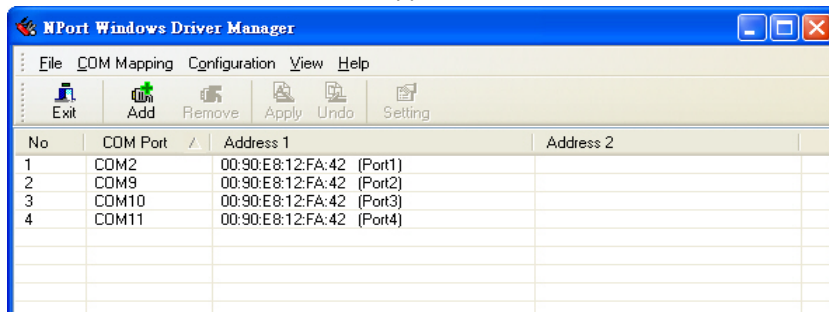 NPort Windows Driver Manager
File COM Mapping Configuration View Help
Exit Add Remove Apply Undo Setting
No COM Port Address 1 Address 2
1 COM2 00:90:E8:12:FA:42 (Port1)
2 COM9 00:90:E8:12:FA:42 (Port2)
3 COM10 00:90:E8:12:FA:42 (Port3)
4 COM11 00:90:E8:12:FA:42 (Port4)